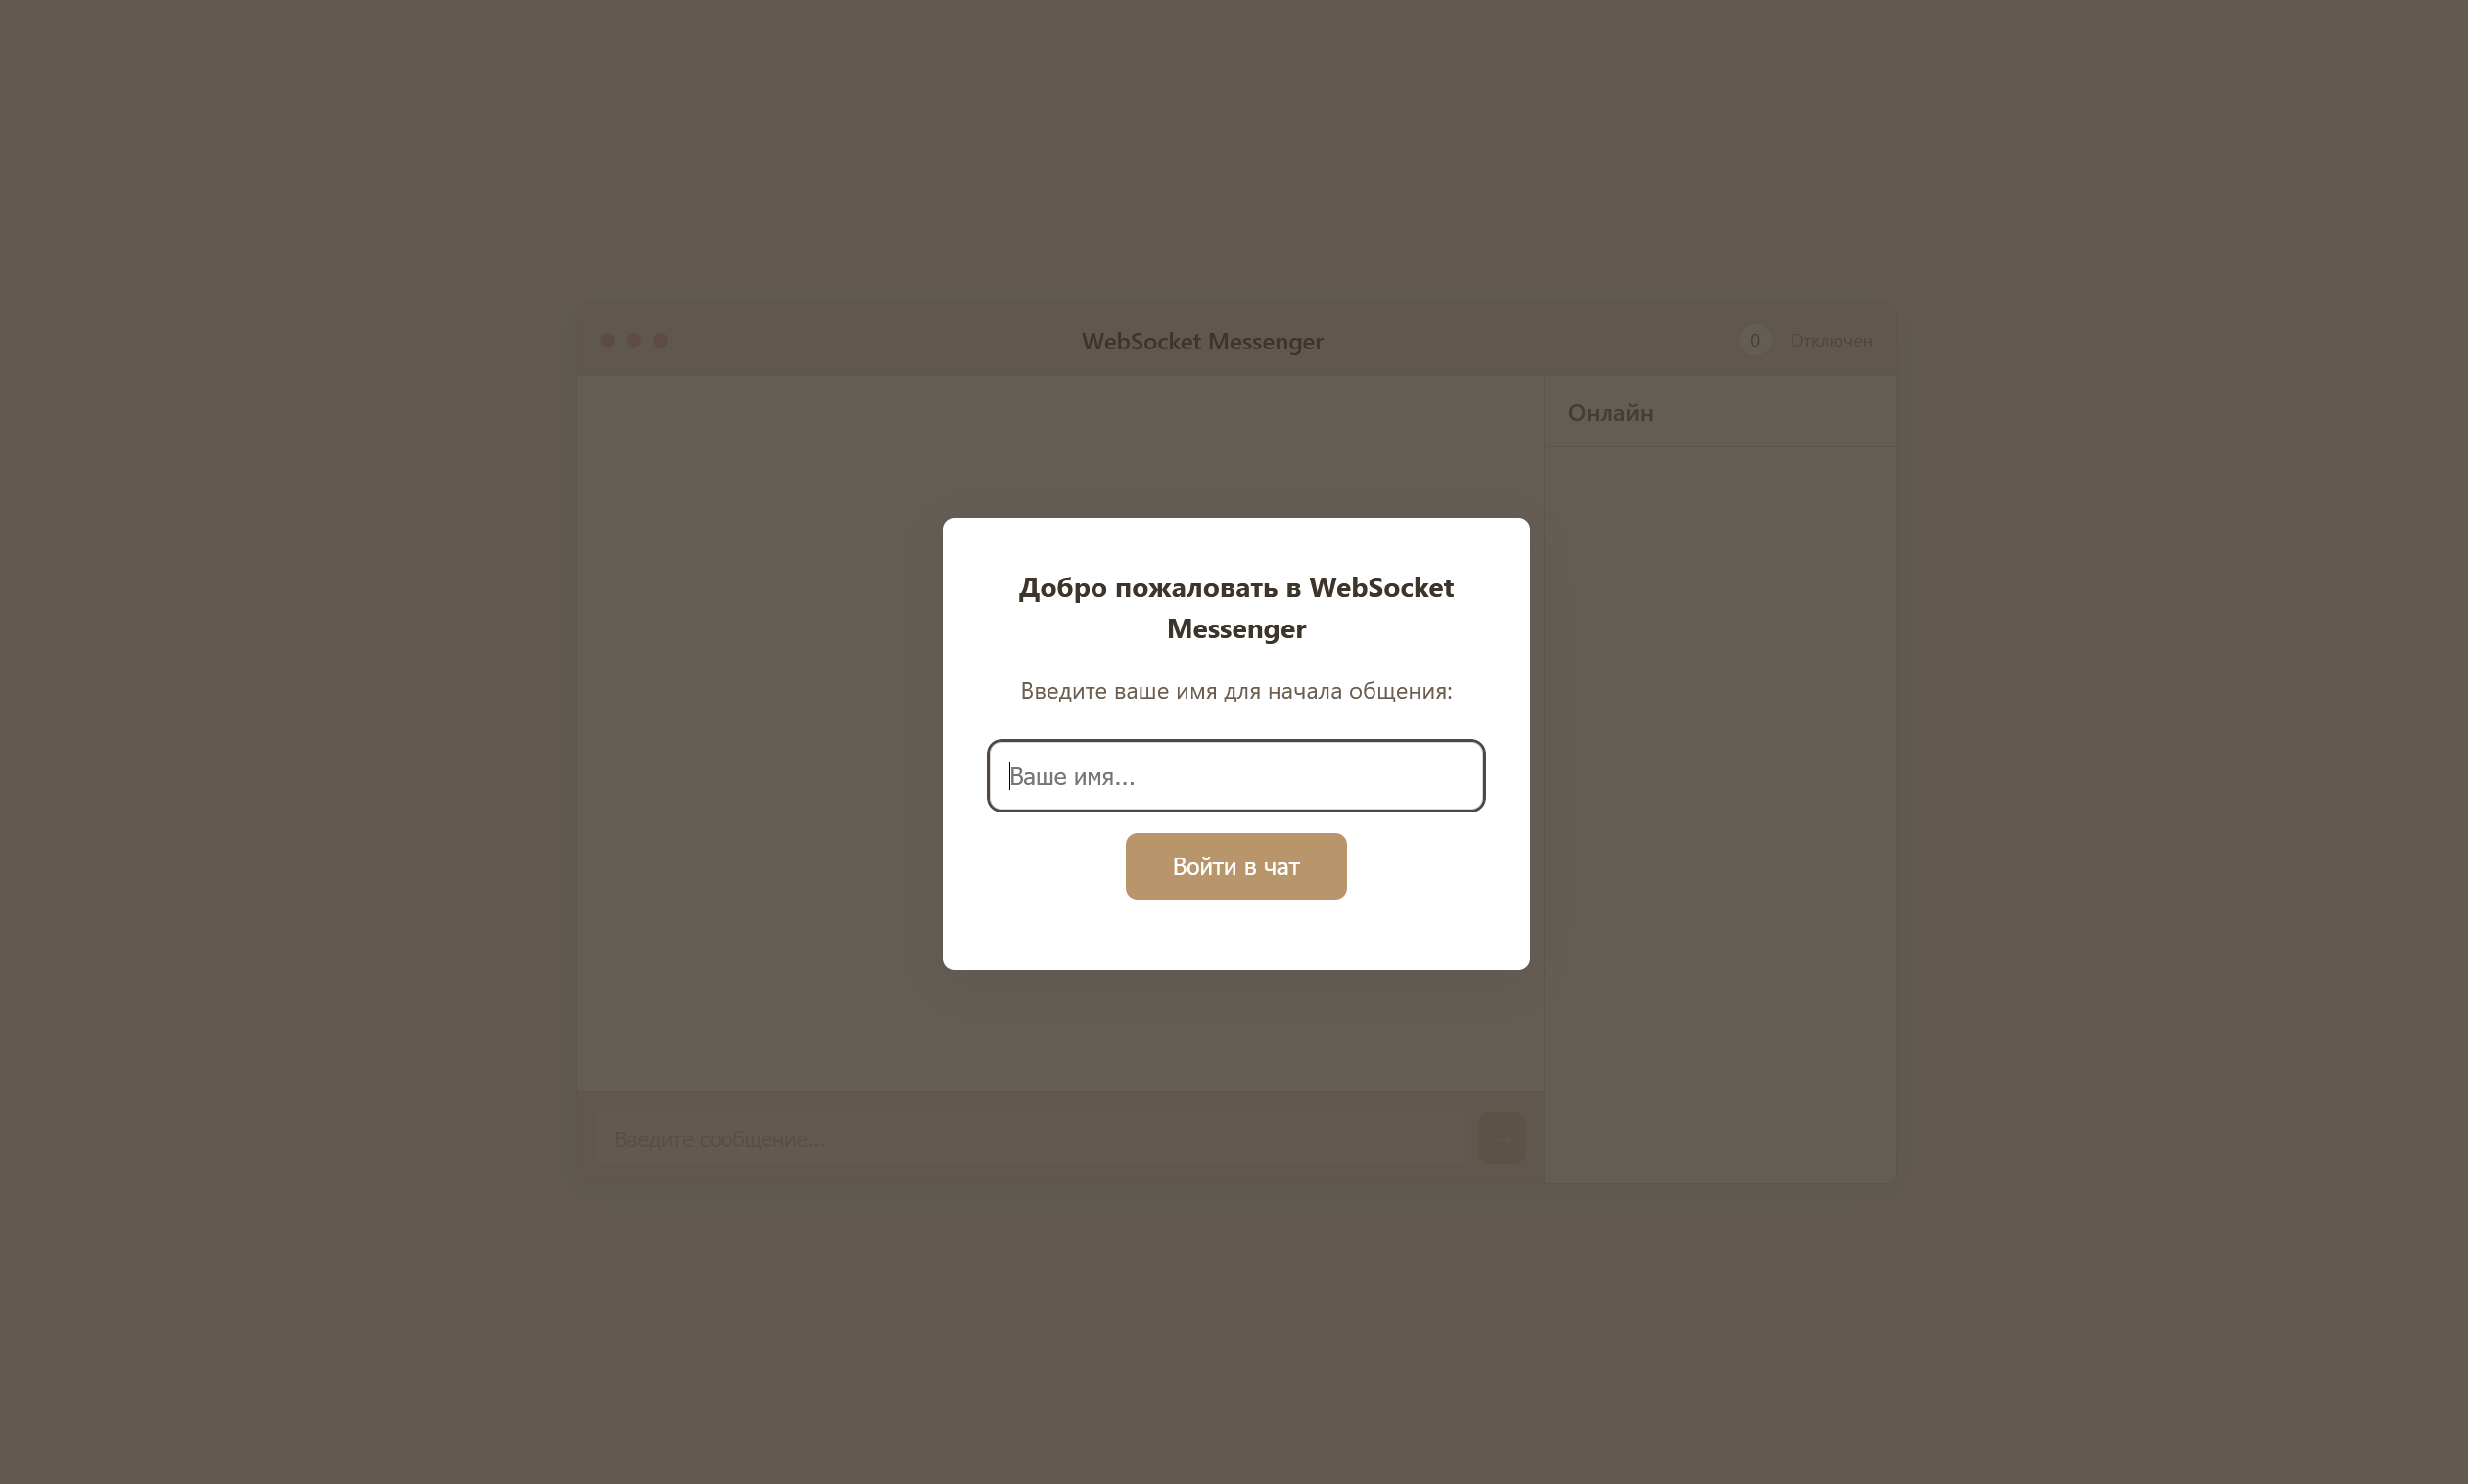 WebSocket Messenger
0 Отключен
Онлайн
Добро пожаловать в WebSocket
Messenger
Введите ваше имя для начала общения:
Ваше имя...
Войти в чат
Введите сообщение...
→